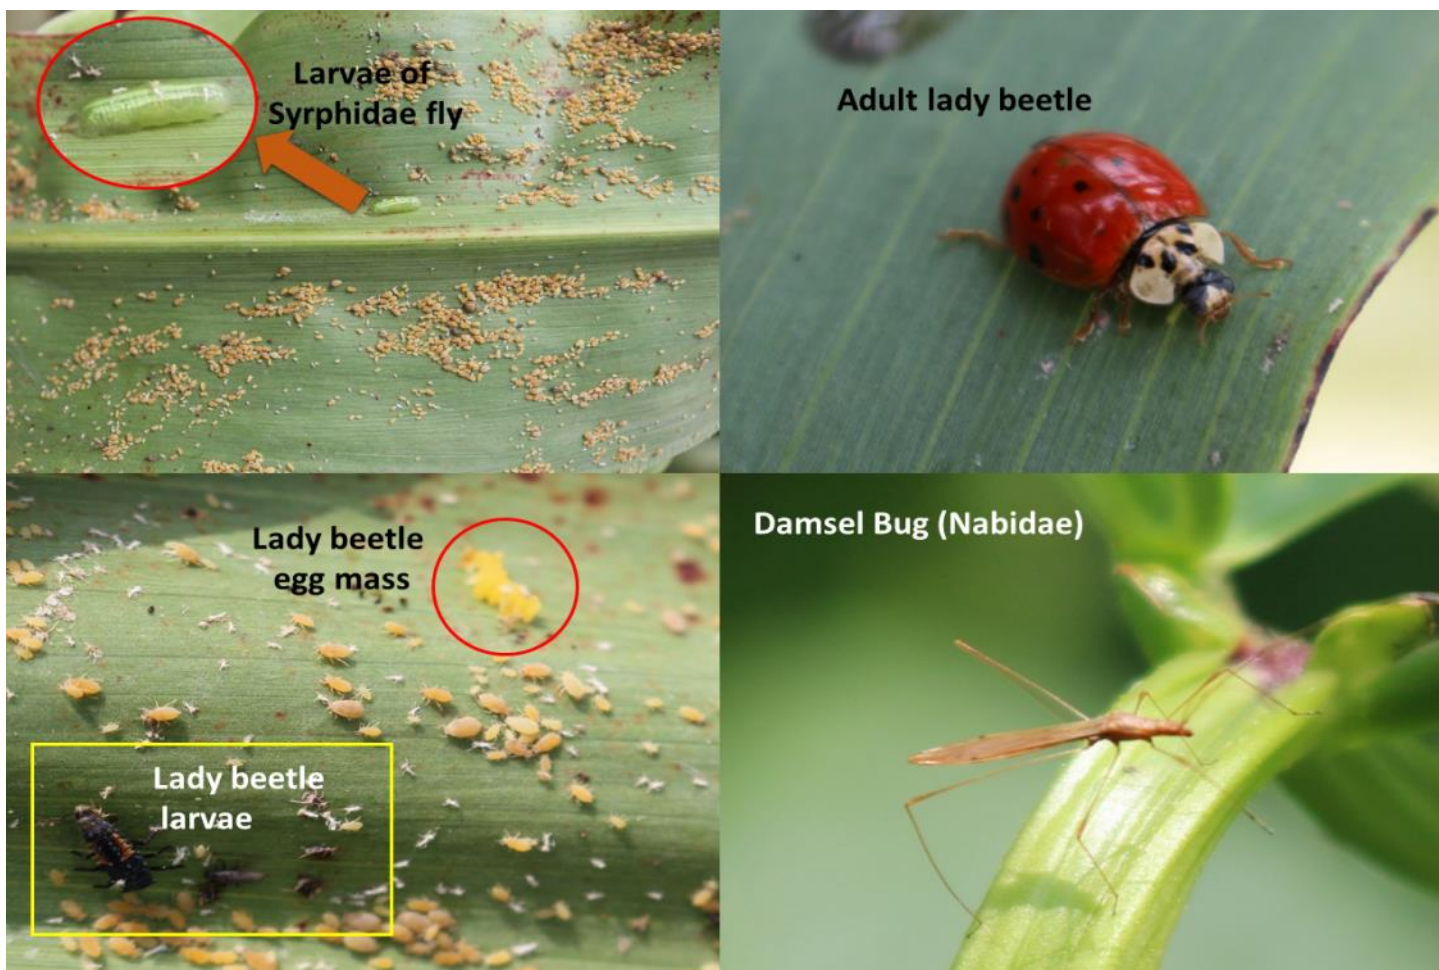 Larvae of
Syrphidae fly
Adult lady beetle
Lady beetle
egg mass
Lady beetle
larvae
Damsel Bug (Nabidae)